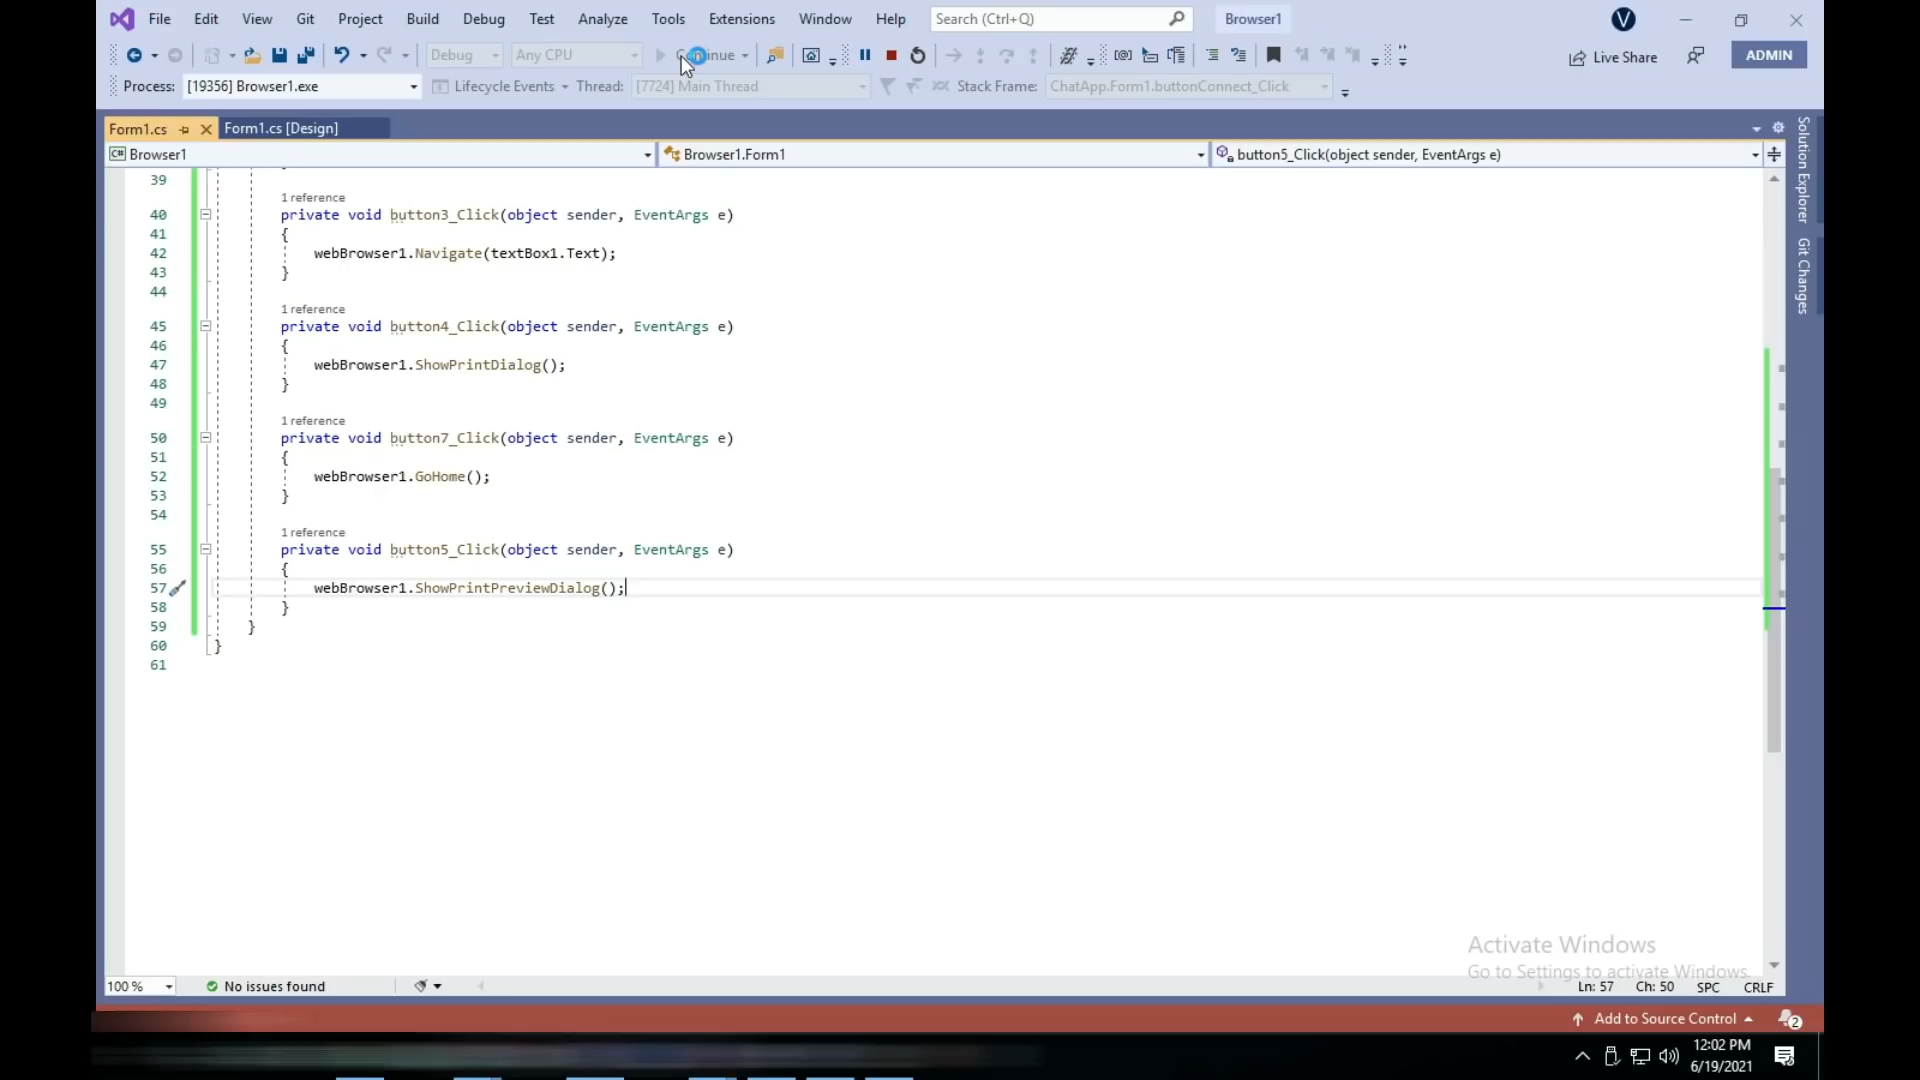 File Edit View Git Project Build Debug Test Analyze Tools Extensions Window Help Search (Ctrl+Q) Browser1 V
Debug Any CPU Continue Live Share ADMIN
Process: [19356] Browser1.exe Lifecycle Events Thread: [7724] Main Thread Stack Frame: ChatApp.Form1.buttonConnect_Click
Form1.cs Form1.cs [Design]
C# Browser1 Browser1.Form1 button5_Click(object sender, EventArgs e)
Solution Explorer
Git Changes
39
1 reference
40 private void button3_Click(object sender, EventArgs e)
41 {
42 webBrowser1.Navigate(textBox1.Text);
43 }
44
1 reference
45 private void button4_Click(object sender, EventArgs e)
46 {
47 webBrowser1.ShowPrintDialog();
48 }
49
1 reference
50 private void button7_Click(object sender, EventArgs e)
51 {
52 webBrowser1.GoHome();
53 }
54
1 reference
55 private void button5_Click(object sender, EventArgs e)
56 {
57 webBrowser1.ShowPrintPreviewDialog();
58 }
59 }
60 }
61
Activate Windows
Go to Settings to activate Windows.
100 % No issues found Ln: 57 Ch: 50 SPC CRLF
Add to Source Control 2
12:02 PM
6/19/2021